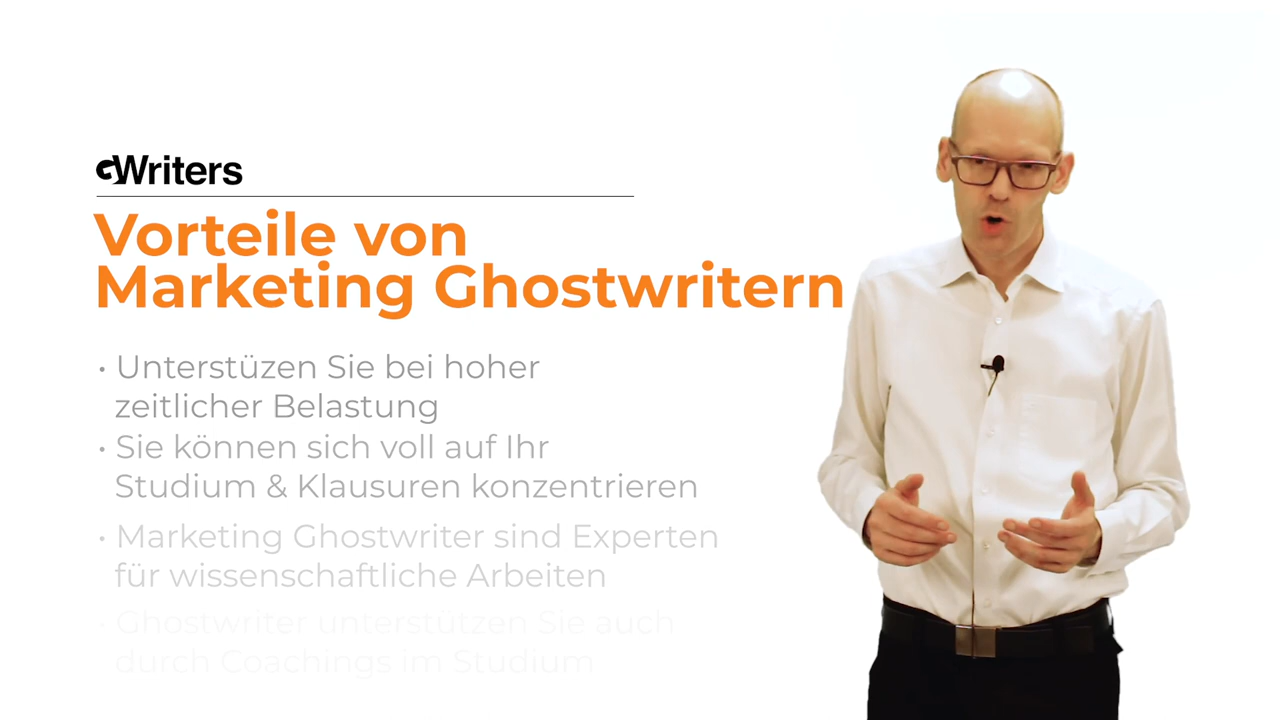 GWriters
Vorteile von
Marketing Ghostwritern
• Unterstüzen Sie bei hoher
zeitlicher Belastung
• Sie können sich voll auf Ihr
Studium & Klausuren konzentrieren
• Marketing Ghostwriter sind Experten
für wissenschaftliche Arbeiten
• Ghostwriter unterstützen Sie auch
durch Coachings im Studium